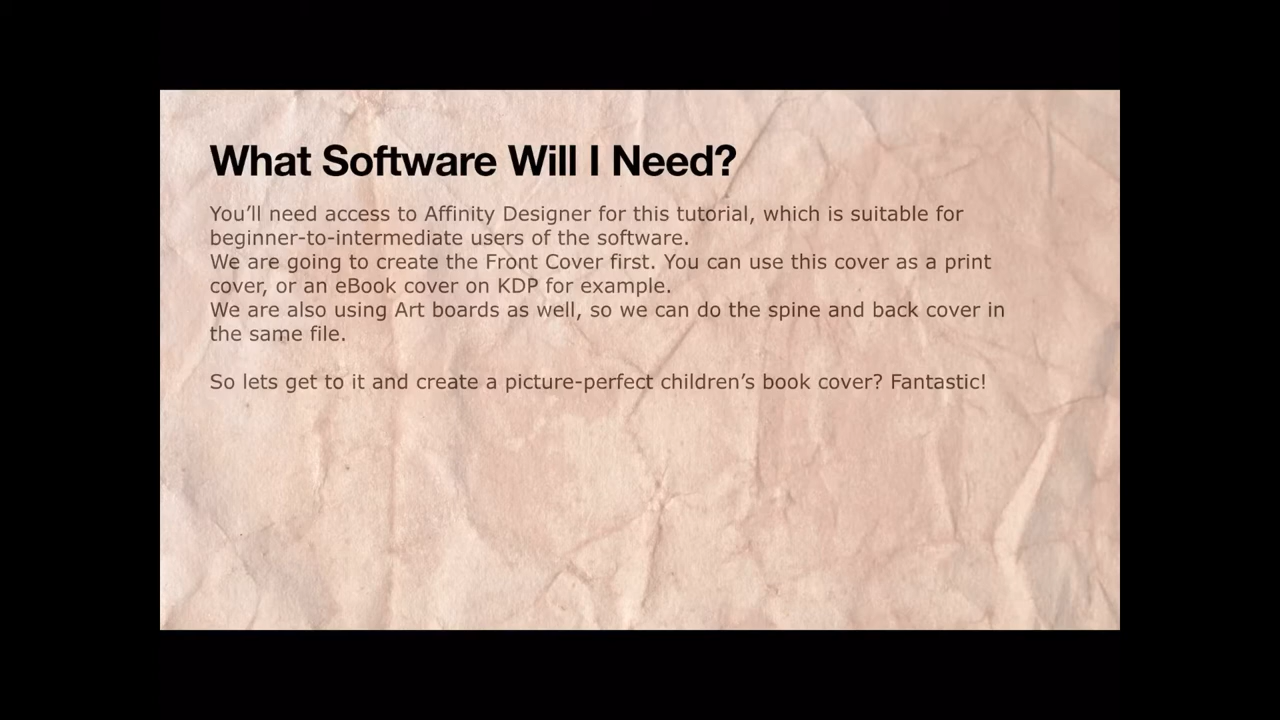 What Software Will I Need?
You’ll need access to Affinity Designer for this tutorial, which is suitable for
beginner-to-intermediate users of the software.
We are going to create the Front Cover first. You can use this cover as a print
cover, or an eBook cover on KDP for example.
We are also using Art boards as well, so we can do the spine and back cover in
the same file.
So lets get to it and create a picture-perfect children’s book cover? Fantastic!